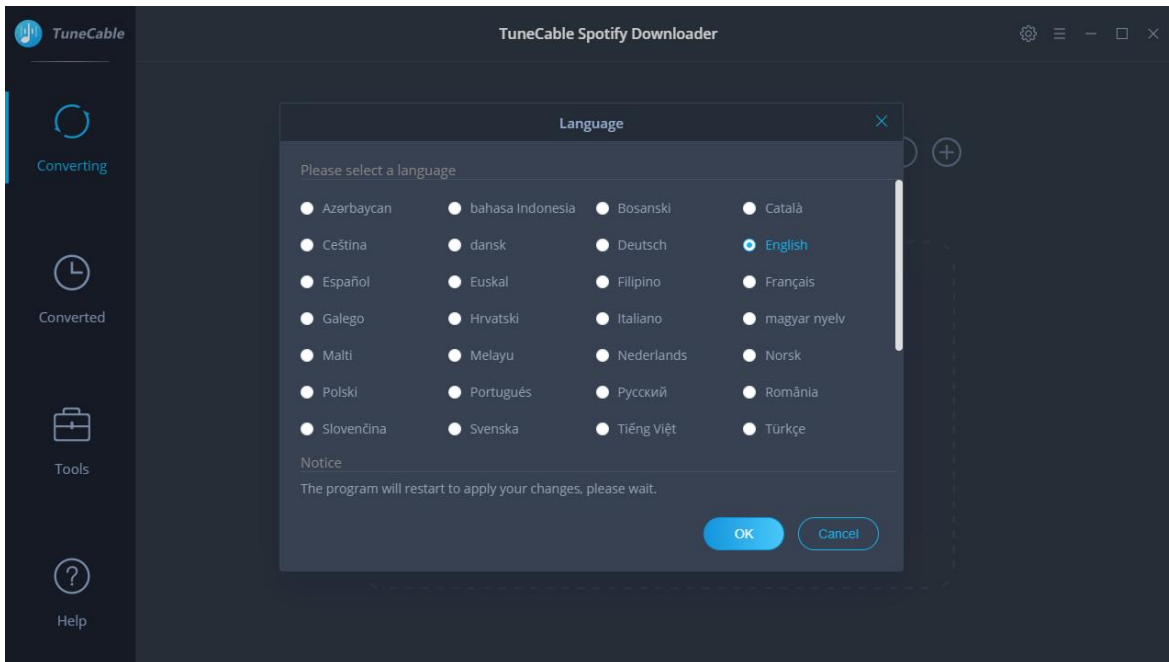 TuneCable
TuneCable Spotify Downloader
Converting
Converted
Tools
Help
Language
Please select a language
Azərbaycan bahasa Indonesia Bosanski Català
Ceština dansk Deutsch English
Español Euskal Filipino Français
Galego Hrvatski Italiano magyar nyelv
Malti Melayu Nederlands Norsk
Polski Portugués Русский România
Slovenčina Svenska Tiếng Việt Türkçe
Notice
The program will restart to apply your changes, please wait.
OK Cancel